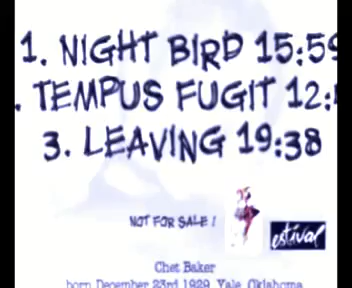 1. NIGHT BIRD 15:59
. TEMPUS FUGIT 12:
3. LEAVING 19:38
NOT FOR SALE!
estival
Chet Baker
born December 23rd 1929, Yale, Oklahoma